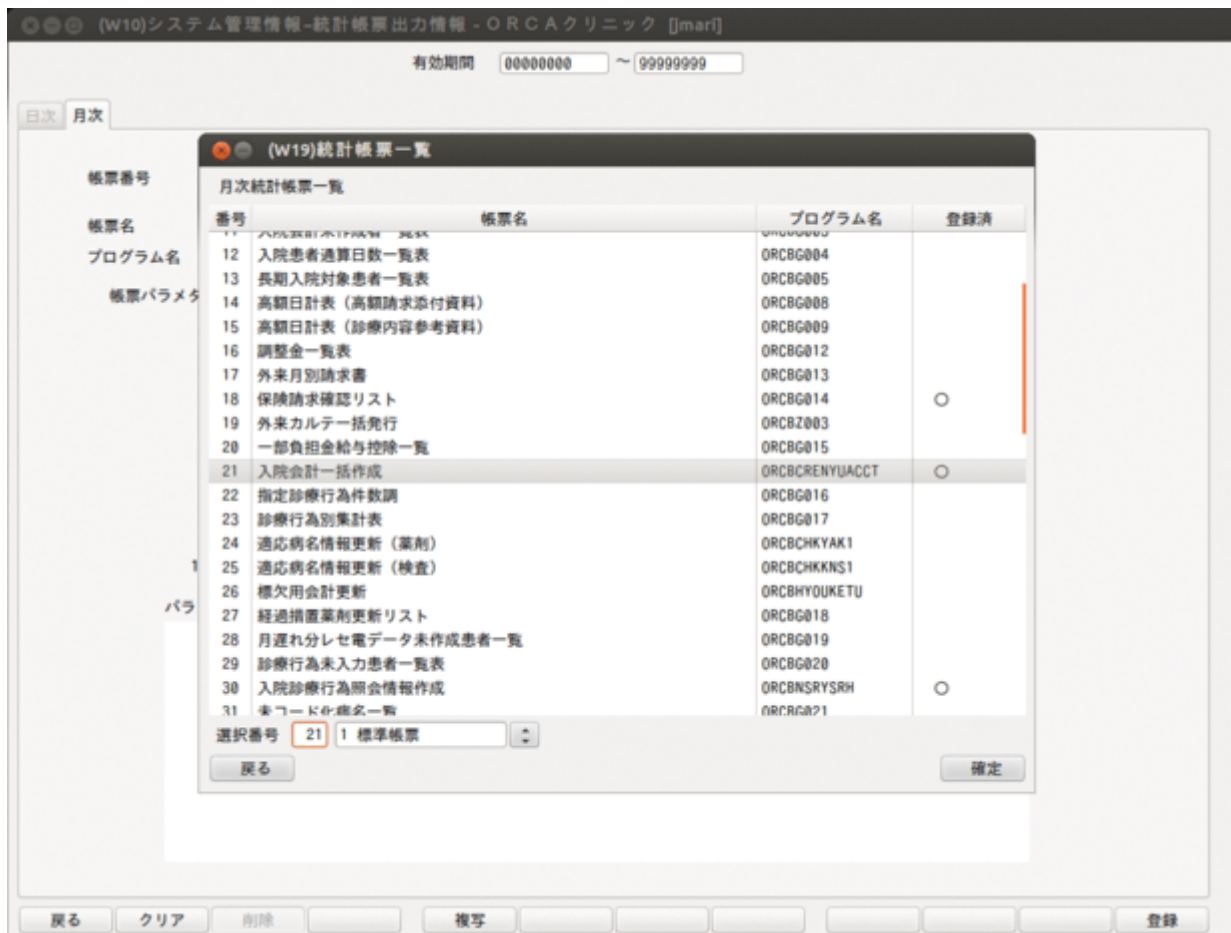 (W10)システム管理情報-統計帳票出力情報 - ORCAクリニック [jmari]
有効期間 00000000 ～ 99999999
日次 月次
(W19)統計帳票一覧
帳票番号
月次統計帳票一覧
帳票名
プログラム名
帳票パラメタ
番号 帳票名 プログラム名 登録済
12 入院患者通算日数一覧表 ORCBG004
13 長期入院対象患者一覧表 ORCBG005
14 高額日計表（高額請求添付資料） ORCBG008
15 高額日計表（診療内容参考資料） ORCBG009
16 調整金一覧表 ORCBG012
17 外来月別請求書 ORCBG013
18 保険請求確認リスト ORCBG014 ○
19 外来カルテ一括発行 ORCBZ003
20 一部負担金給与控除一覧 ORCBG015
21 入院会計一括作成 ORCBCRENYUACCT ○
22 指定診療行為件数調 ORCBG016
23 診療行為別集計表 ORCBG017
24 適応病名情報更新（薬剤） ORCBCHKYAK1
25 適応病名情報更新（検査） ORCBCHKKNS1
26 標欠用会計更新 ORCBHYOUKETU
27 経過措置薬剤更新リスト ORCBG018
28 月遅れ分レセ電データ未作成患者一覧 ORCBG019
29 診療行為未入力患者一覧表 ORCBG020
30 入院診療行為照会情報作成 ORCBNSRYSRH ○
31 未コード化病名一覧 ORCBG021
1
パラ
選択番号 21 1 標準帳票
戻る 確定
戻る クリア 削除 複写 登録